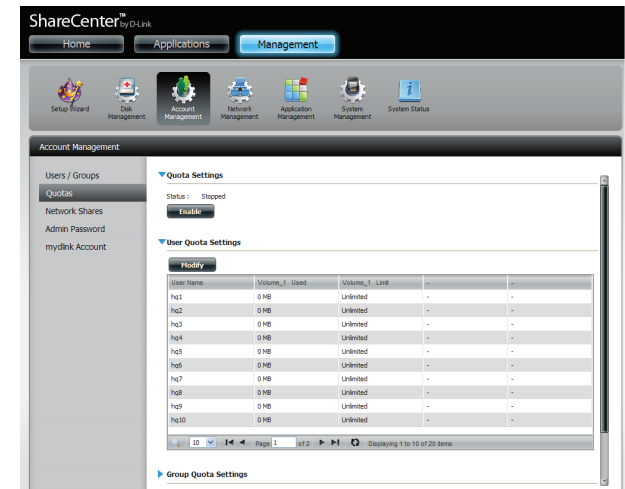 ShareCenter™ by D-Link
Home Applications Management
Setup Wizard Disk Management Account Management Network Management Application Management System Management System Status
Account Management
Users / Groups
Quotas
Network Shares
Admin Password
mydlink Account
Quota Settings
Status : Stopped
Enable
User Quota Settings
Modify
User Name Volume_1 Used Volume_1 Limit - -
hq1 0 MB Unlimited - -
hq2 0 MB Unlimited - -
hq3 0 MB Unlimited - -
hq4 0 MB Unlimited - -
hq5 0 MB Unlimited - -
hq6 0 MB Unlimited - -
hq7 0 MB Unlimited - -
hq8 0 MB Unlimited - -
hq9 0 MB Unlimited - -
hq10 0 MB Unlimited - -
10 Page 1 of 2 Displaying 1 to 10 of 20 items
Group Quota Settings